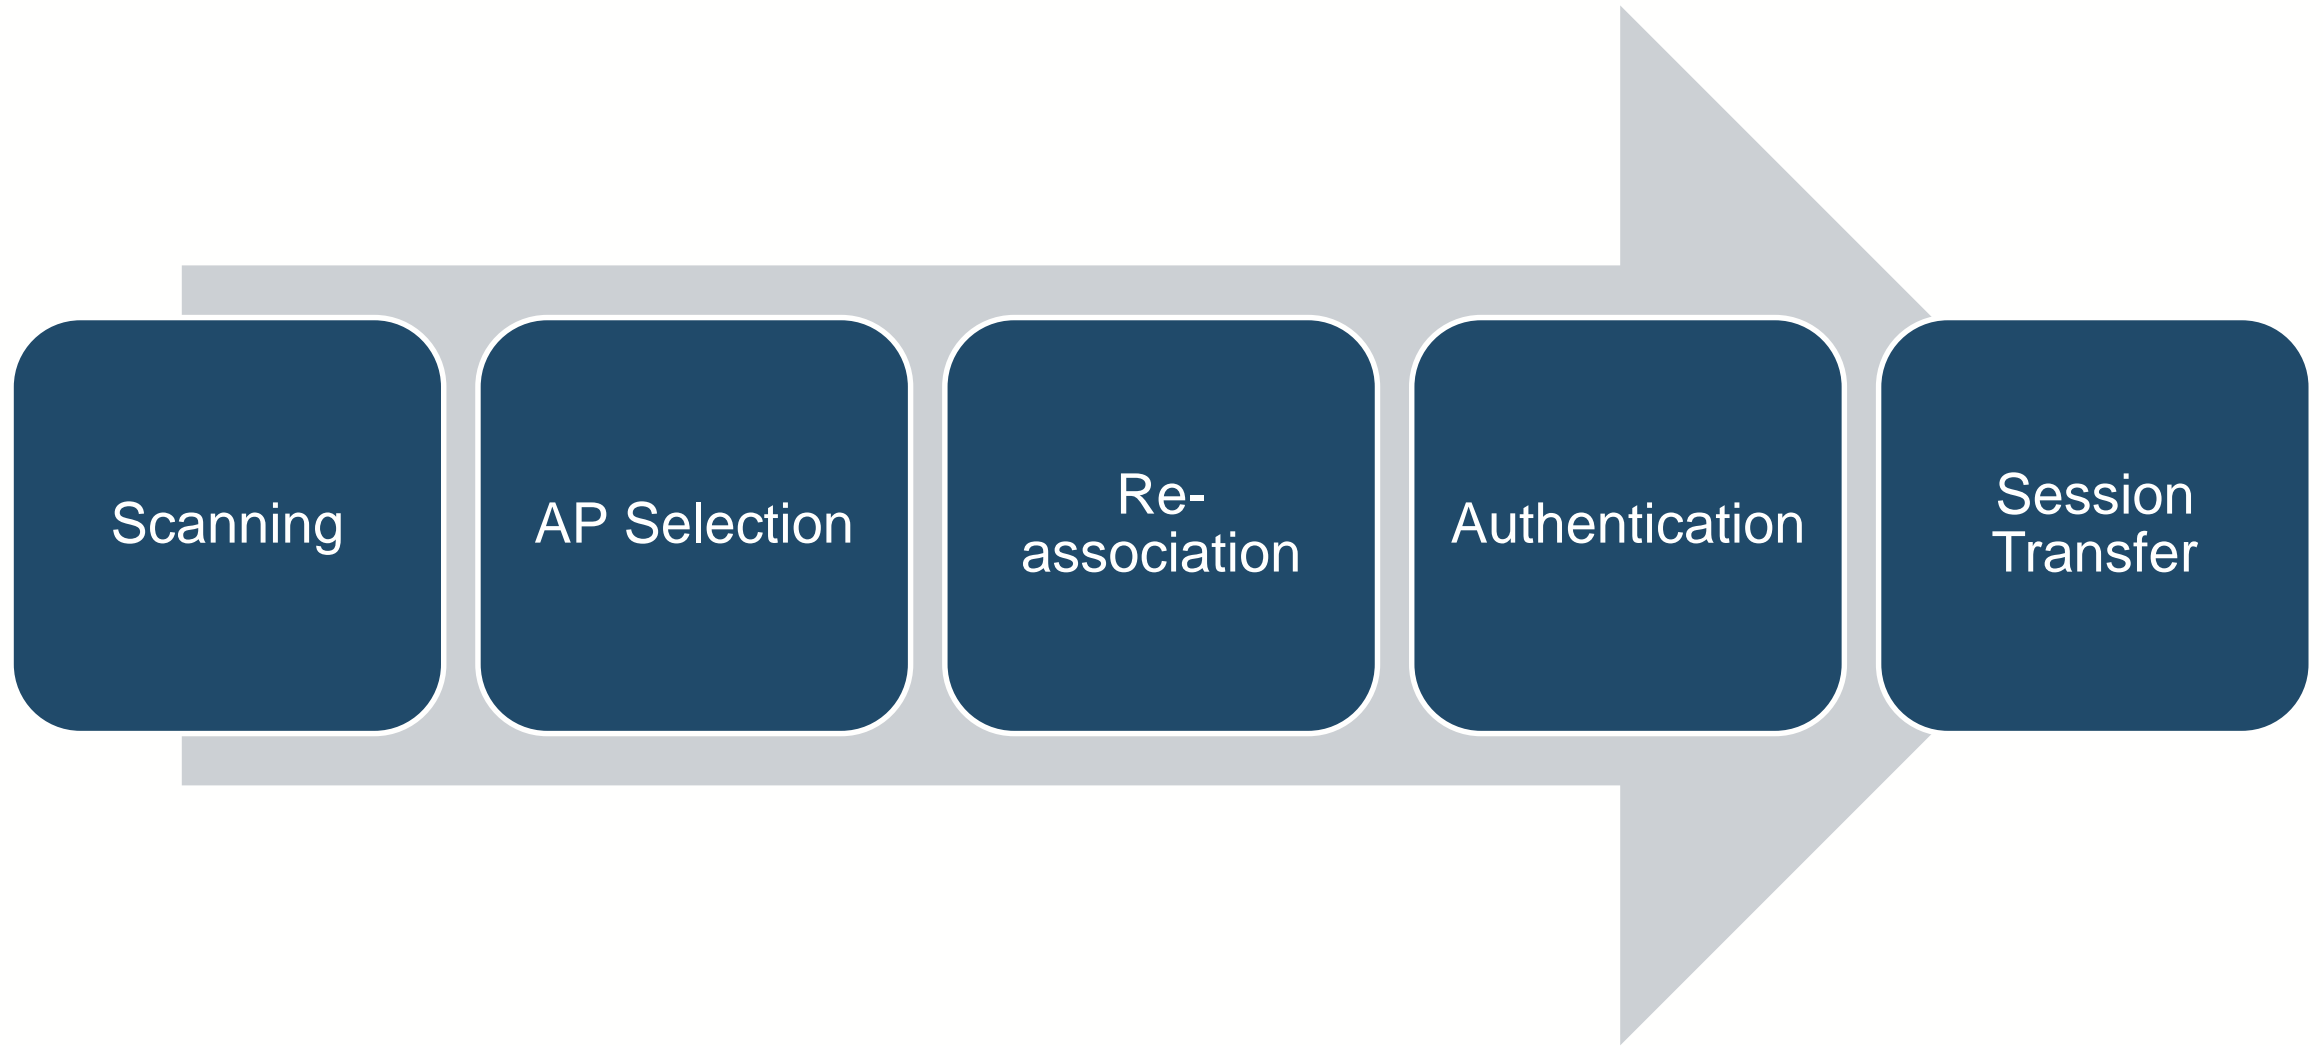 Scanning
AP Selection
Re-
association
Authentication
Session
Transfer